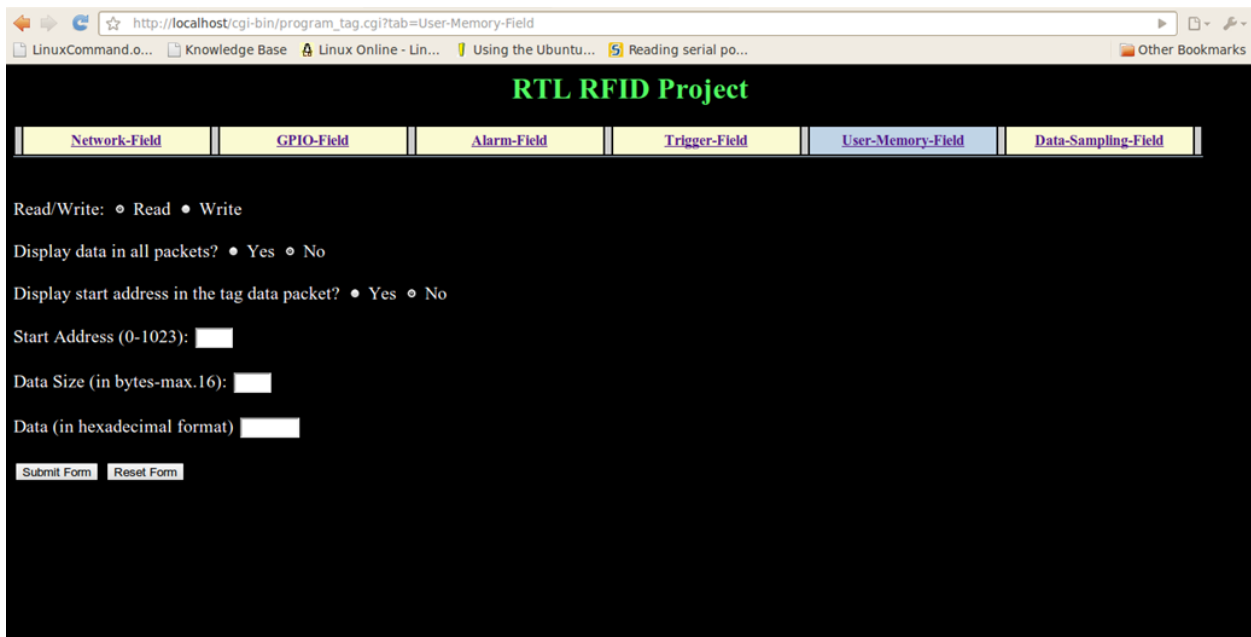 http://localhost/cgi-bin/program_tag.cgi?tab=User-Memory-Field
LinuxCommand.o... Knowledge Base Linux Online - Lin... Using the Ubuntu... Reading serial po... Other Bookmarks
RTL RFID Project
Network-Field GPIO-Field Alarm-Field Trigger-Field User-Memory-Field Data-Sampling-Field
Read/Write: Read Write
Display data in all packets? Yes No
Display start address in the tag data packet? Yes No
Start Address (0-1023):
Data Size (in bytes-max.16):
Data (in hexadecimal format)
Submit Form Reset Form